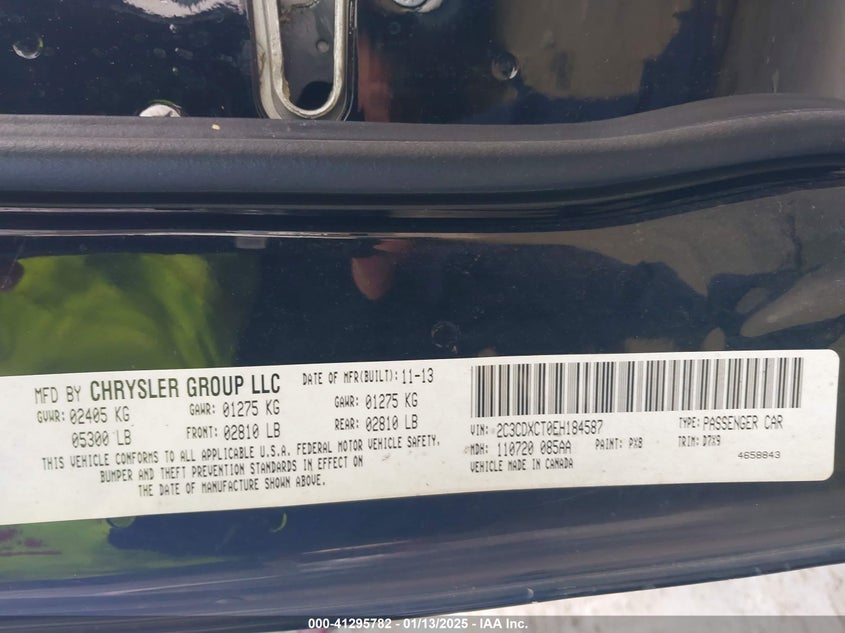 MFD BY CHRYSLER GROUP LLC
DATE OF MFR(BUILT): 11-13
GVWR: 02405 KG
GAWR: 01275 KG
GAWR: 01275 KG
05300 LB
FRONT: 02810 LB
REAR: 02810 LB
THIS VEHICLE CONFORMS TO ALL APPLICABLE U.S.A. FEDERAL MOTOR VEHICLE SAFETY,
BUMPER AND THEFT PREVENTION STANDARDS IN EFFECT ON
THE DATE OF MANUFACTURE SHOWN ABOVE.
VIN: 2C3CDXCT0EH184587
TYPE: PASSENGER CAR
MDH: 110720 085AA
PAINT: PX8
TRIM: D7X9
VEHICLE MADE IN CANADA
4658843
000-41295782 - 01/13/2025 - IAA Inc.